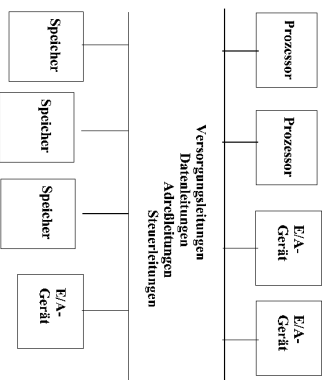 Prozessor
Prozessor
E/A-
Gerät
E/A-
Gerät
Versorgungsleitungen
Datenleitungen
Adreßleitungen
Steuerleitungen
Speicher
Speicher
Speicher
E/A-
Gerät